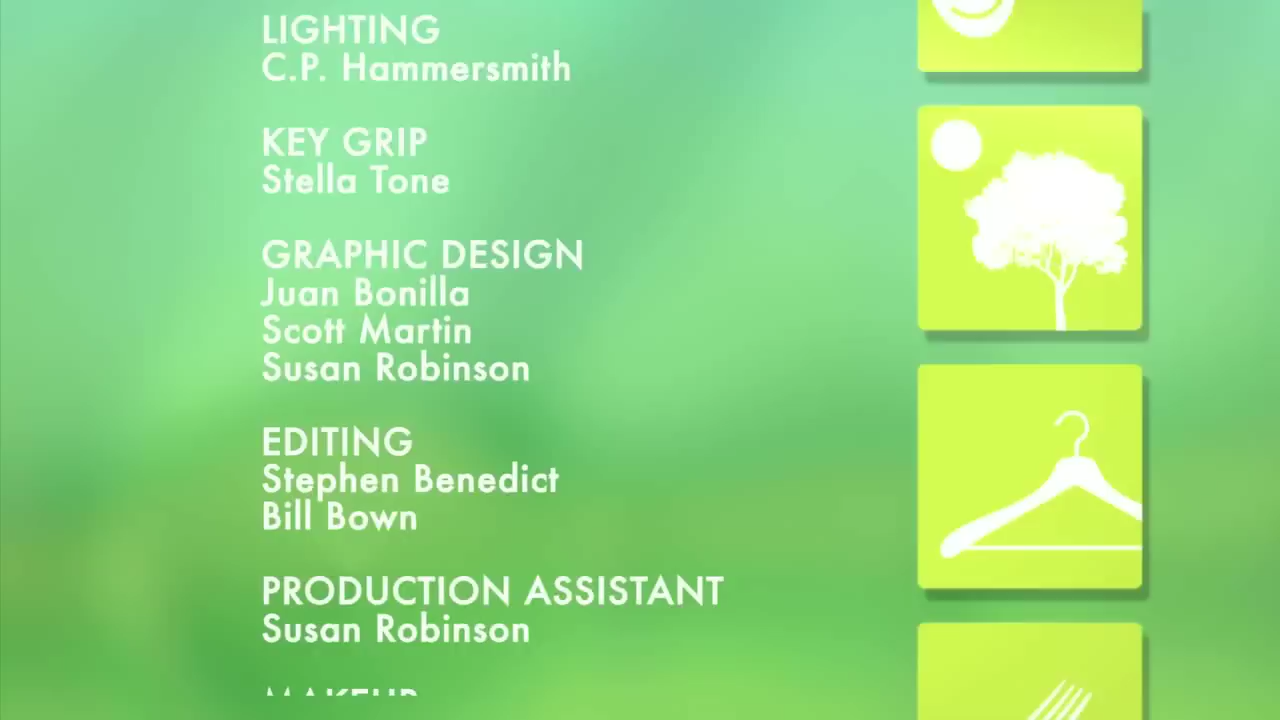 LIGHTING
C.P. Hammersmith
KEY GRIP
Stella Tone
GRAPHIC DESIGN
Juan Bonilla
Scott Martin
Susan Robinson
EDITING
Stephen Benedict
Bill Bown
PRODUCTION ASSISTANT
Susan Robinson
MAKEUP